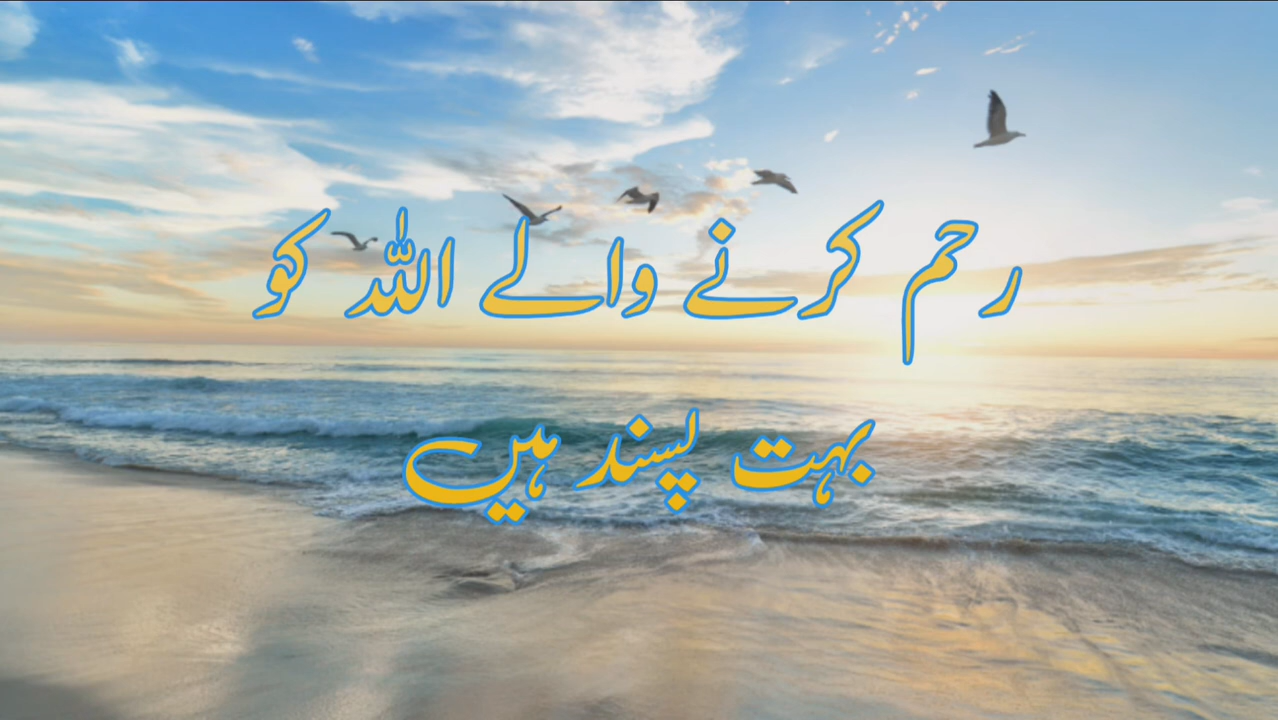 رحم کرنے والے اللہ کو
بہت پسند ہیں